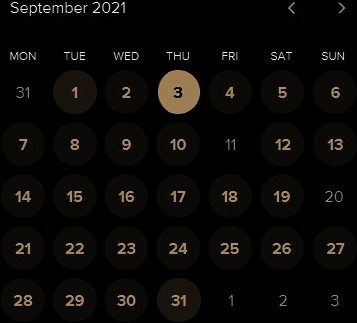 September 2021
MON TUE WED THU FRI SAT SUN
31 1 2 3 4 5 6
7 8 9 10 11 12 13
14 15 16 17 18 19 20
21 22 23 24 25 26 27
28 29 30 31 1 2 3